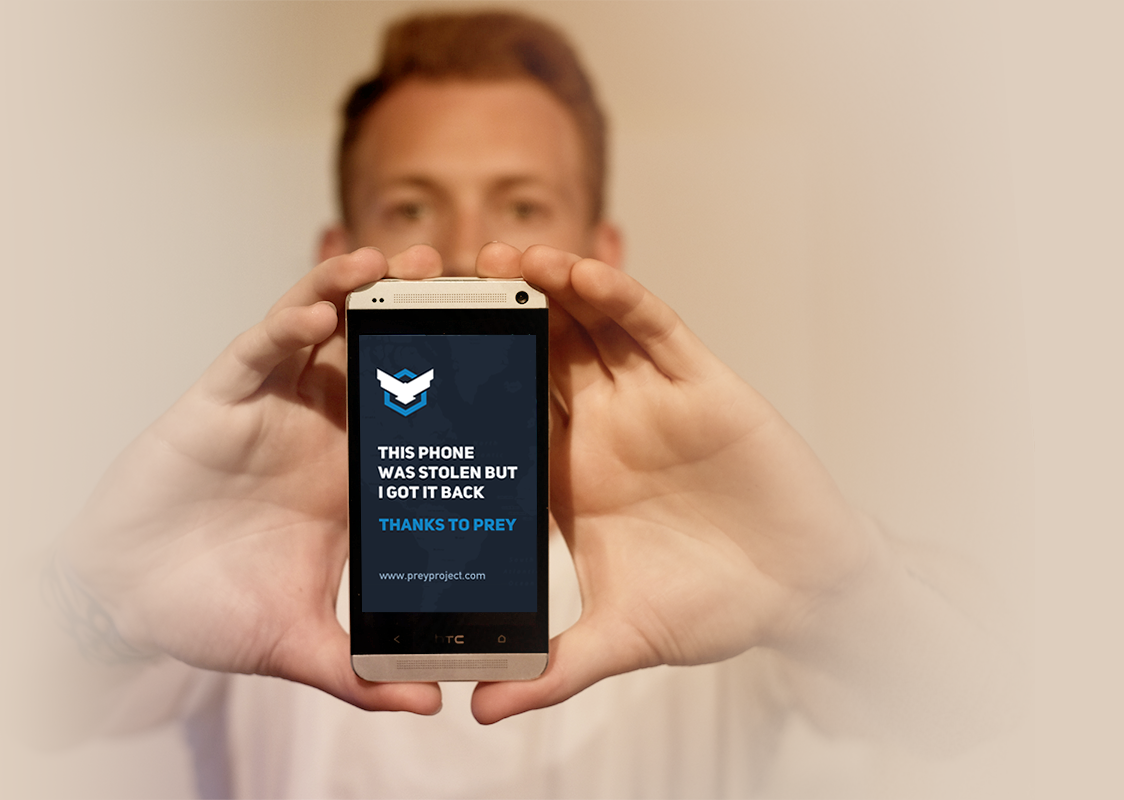 THIS PHONE
WAS STOLEN BUT
I GOT IT BACK
THANKS TO PREY
www.preyproject.com
HTC